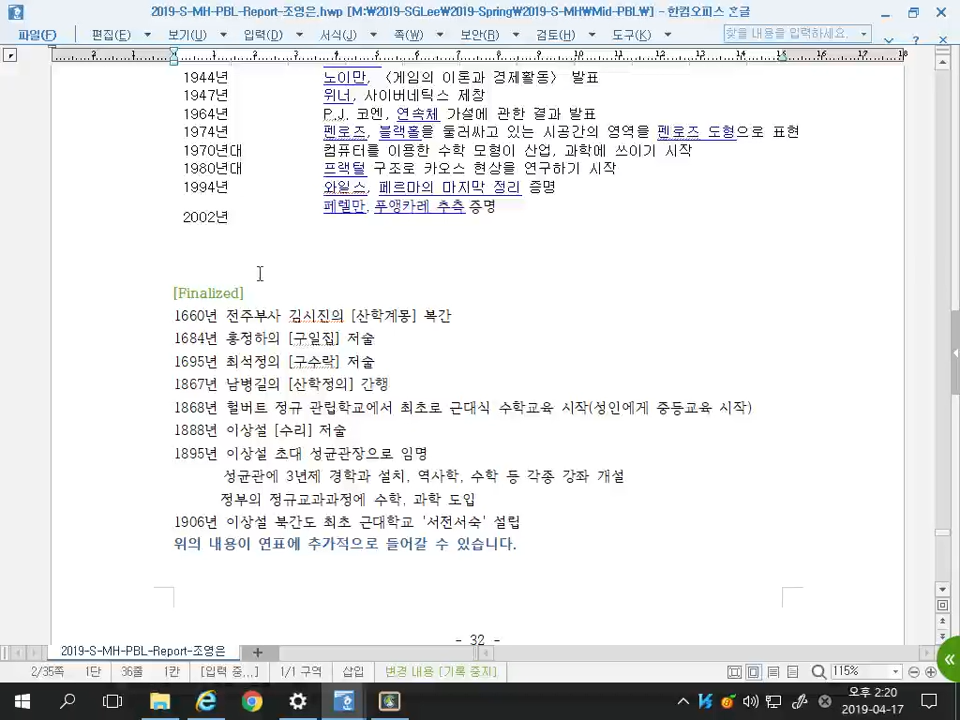 2019-S-MH-PBL-Report-조영은.hwp [M:₩2019-SGLee₩2019-Spring₩2019-S-MH₩Mid-PBL₩] - 한컴오피스 흔글
파일(F) 편집(E) 보기(U) 입력(D) 서식(J) 쪽(W) 보안(R) 검토(H) 도구(K) 찾을 내용을 입력하세요.
2 1 1 2 3 4 5 6 7 8 9 10 11 12 13 14 15 16 17 18
1944년 노이만, 〈게임의 이론과 경제활동〉 발표
1947년 위너, 사이버네틱스 제창
1964년 P.J. 코엔, 연속체 가설에 관한 결과 발표
1974년 펜로즈, 블랙홀을 둘러싸고 있는 시공간의 영역을 펜로즈 도형으로 표현
1970년대 컴퓨터를 이용한 수학 모형이 산업, 과학에 쓰이기 시작
1980년대 프랙털 구조로 카오스 현상을 연구하기 시작
1994년 와일스, 페르마의 마지막 정리 증명
2002년 페렐만, 푸앵카레 추측 증명
[Finalized]
1660년 전주부사 김시진의 [산학계몽] 복간
1684년 홍정하의 [구일집] 저술
1695년 최석정의 [구수락] 저술
1867년 남병길의 [산학정의] 간행
1868년 헐버트 정규 관립학교에서 최초로 근대식 수학교육 시작(성인에게 중등교육 시작)
1888년 이상설 [수리] 저술
1895년 이상설 초대 성균관장으로 임명
성균관에 3년제 경학과 설치, 역사학, 수학 등 각종 강좌 개설
정부의 정규교과과정에 수학, 과학 도입
1906년 이상설 북간도 최초 근대학교 '서전서숙' 설립
위의 내용이 연표에 추가적으로 들어갈 수 있습니다.
- 32 -
2019-S-MH-PBL-Report-조영은
2/35쪽 1단 36줄 1칸 [입력 중...] 1/1 구역 삽입 변경 내용 [기록 중지] 115%
오후 2:20
2019-04-17